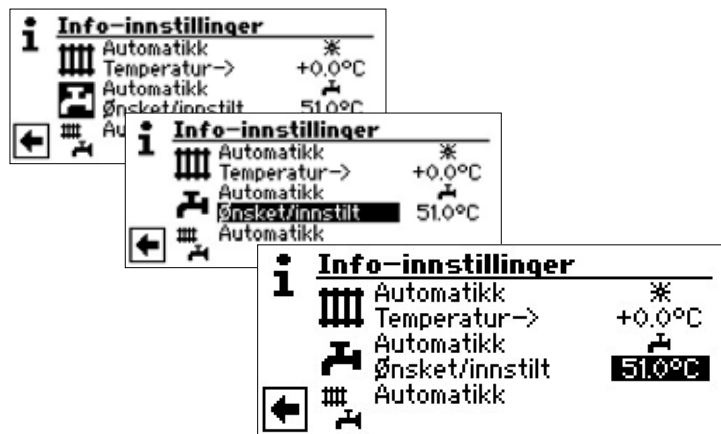 i Info-innstillinger
Automatikk
Temperatur-> +0.0°C
Automatikk
Ønsket/innstilt 51.0°C
i Info-innstillinger
Automatikk
Temperatur-> +0.0°C
Automatikk
Ønsket/innstilt 51.0°C
Automatikk
i Info-innstillinger
Automatikk
Temperatur-> +0.0°C
Automatikk
Ønsket/innstilt 51.0°C
Automatikk